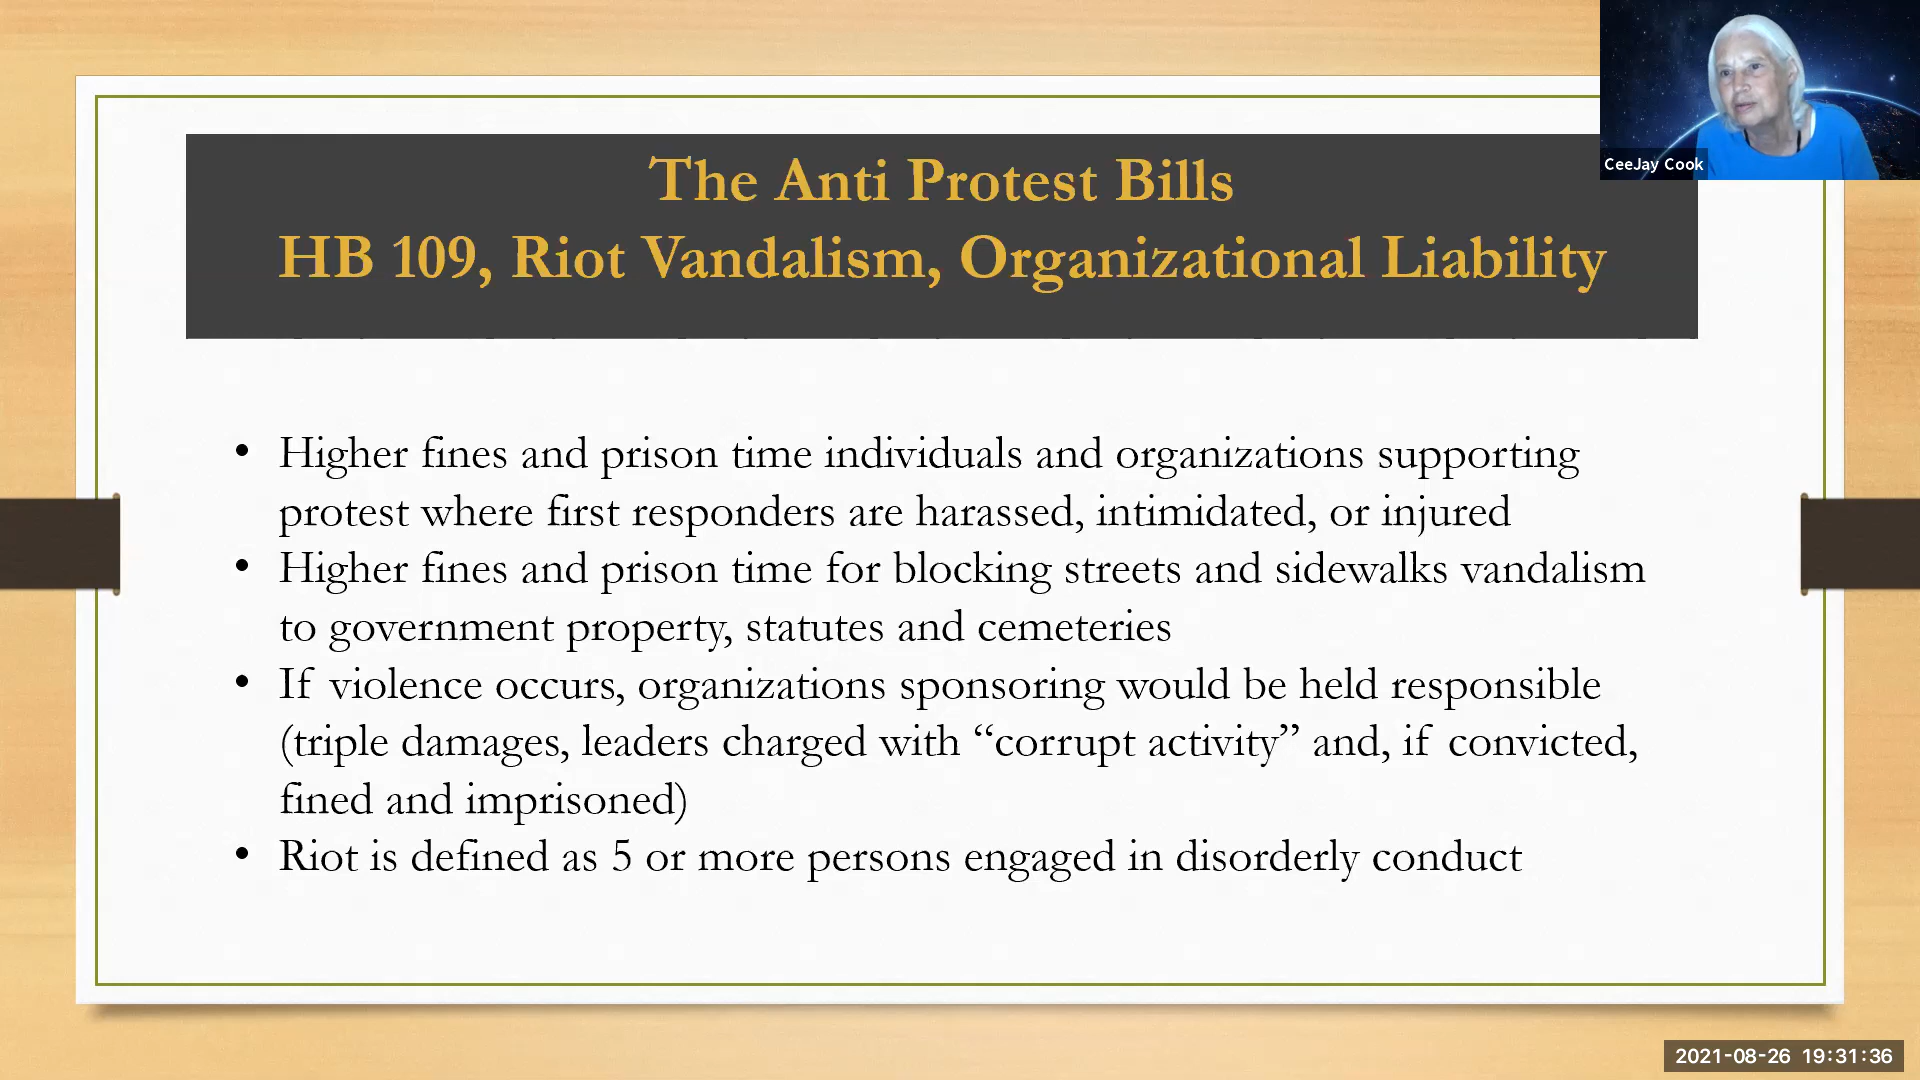 The Anti Protest Bills
HB 109, Riot Vandalism, Organizational Liability
CeeJay Cook
• Higher fines and prison time individuals and organizations supporting
protest where first responders are harassed, intimidated, or injured
• Higher fines and prison time for blocking streets and sidewalks vandalism
to government property, statutes and cemeteries
• If violence occurs, organizations sponsoring would be held responsible
(triple damages, leaders charged with “corrupt activity” and, if convicted,
fined and imprisoned)
• Riot is defined as 5 or more persons engaged in disorderly conduct
2021-08-26 19:31:36